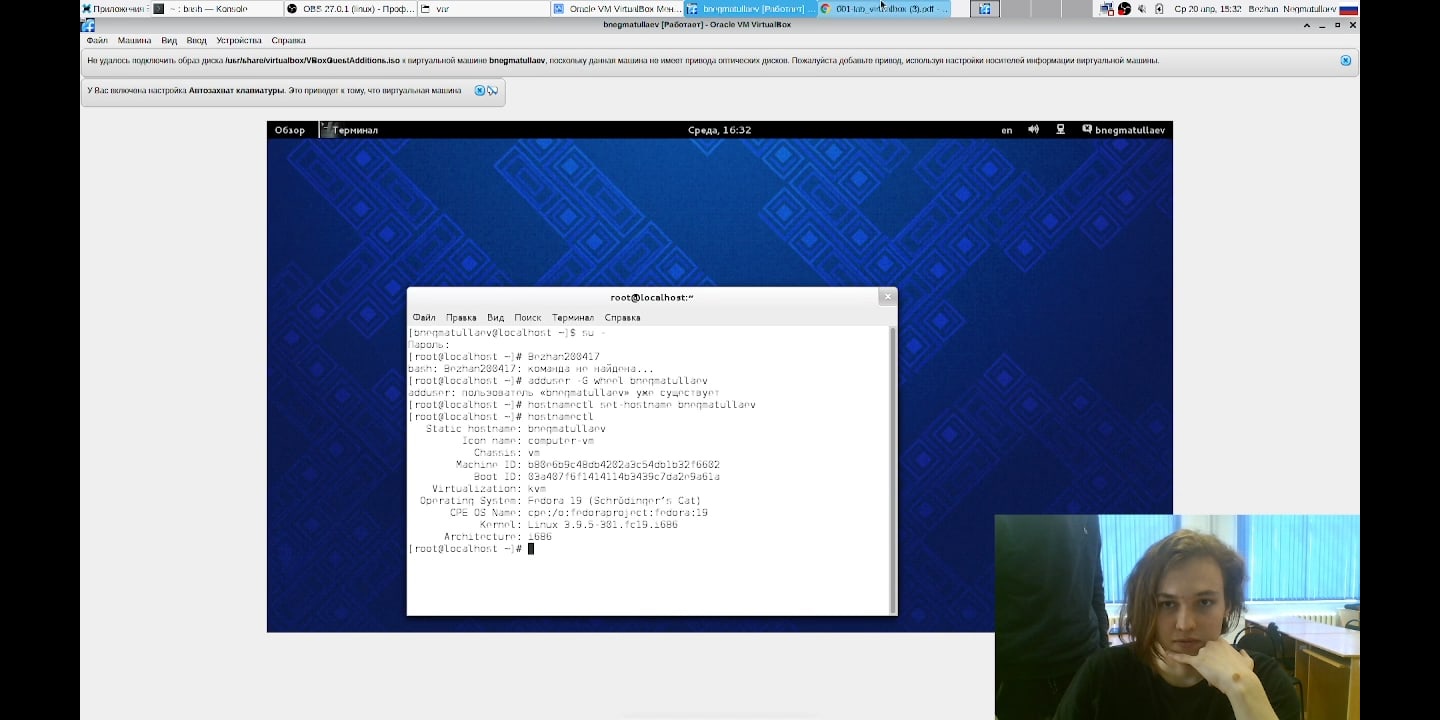 Приложения
~ : bash — Konsole
OBS 27.0.1 (linux) - Проф...
var
Oracle VM VirtualBox Мен...
bnegmatullaev [Работает] ...
001-lab_virtualbox (3).pdf - ...
Ср 20 апр, 15:32 Bezhan Negmatullaev
bnegmatullaev [Работает] - Oracle VM VirtualBox
Файл Машина Вид Ввод Устройства Справка
Не удалось подключить образ диска /usr/share/virtualbox/VBoxGuestAdditions.iso к виртуальной машине bnegmatullaev, поскольку данная машина не имеет привода оптических дисков. Пожалуйста добавьте привод, используя настройки носителей информации виртуальной машины.
У Вас включена настройка Автозахват клавиатуры. Это приводит к тому, что виртуальная машина
Обзор Терминал Среда, 16:32 en bnegmatullaev
root@localhost:~
Файл Правка Вид Поиск Терминал Справка
[bnegmatullaev@localhost ~]$ su -
Пароль:
[root@localhost ~]# Bezhan200417
bash: Bezhan200417: команда не найдена...
[root@localhost ~]# adduser -G wheel bnegmatullaev
adduser: пользователь «bnegmatullaev» уже существует
[root@localhost ~]# hostnamectl set-hostname bnegmatullaev
[root@localhost ~]# hostnamectl
Static hostname: bnegmatullaev
Icon name: computer-vm
Chassis: vm
Machine ID: b80e6b9c48db4202a3c54db1b32f6602
Boot ID: 03a407f6f1414114b3439c7da2e9a61a
Virtualization: kvm
Operating System: Fedora 19 (Schrödinger's Cat)
CPE OS Name: cpe:/o:fedoraproject:fedora:19
Kernel: Linux 3.9.5-301.fc19.i686
Architecture: i686
[root@localhost ~]#